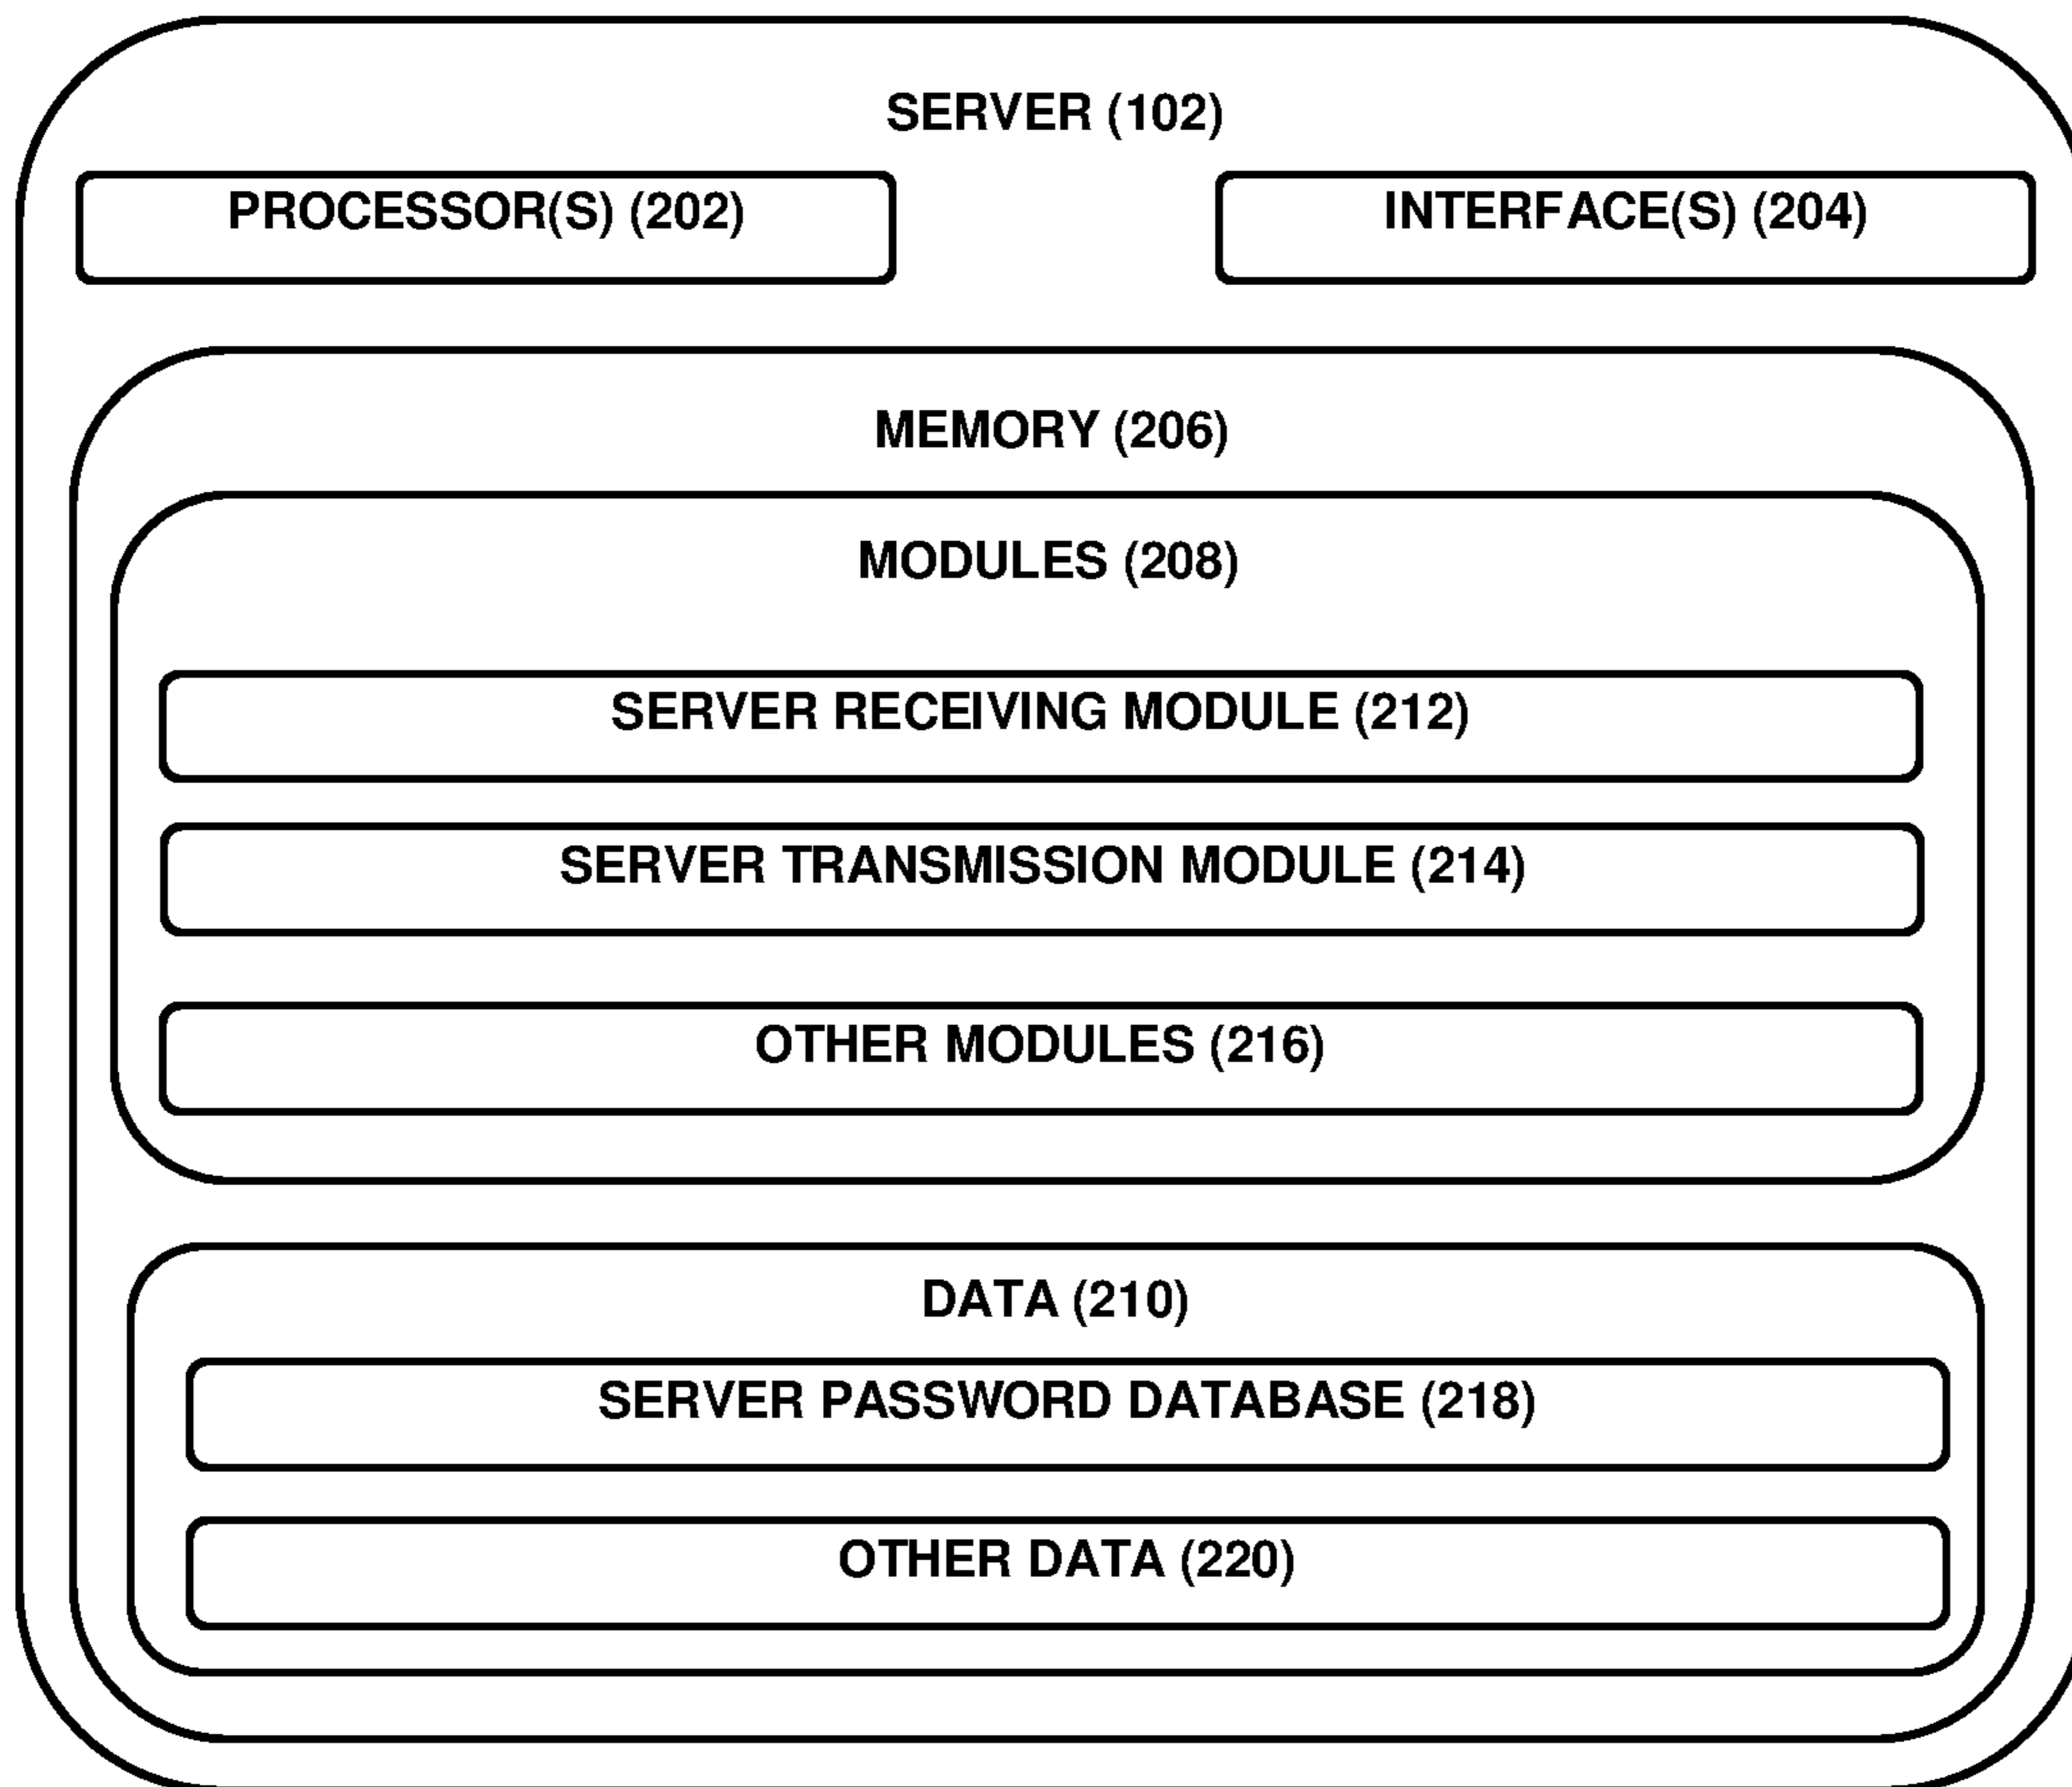 SERVER (102)
PROCESSOR(S) (202)
INTERFACE(S) (204)
MEMORY (206)
MODULES (208)
SERVER RECEIVING MODULE (212)
SERVER TRANSMISSION MODULE (214)
OTHER MODULES (216)
DATA (210)
SERVER PASSWORD DATABASE (218)
OTHER DATA (220)